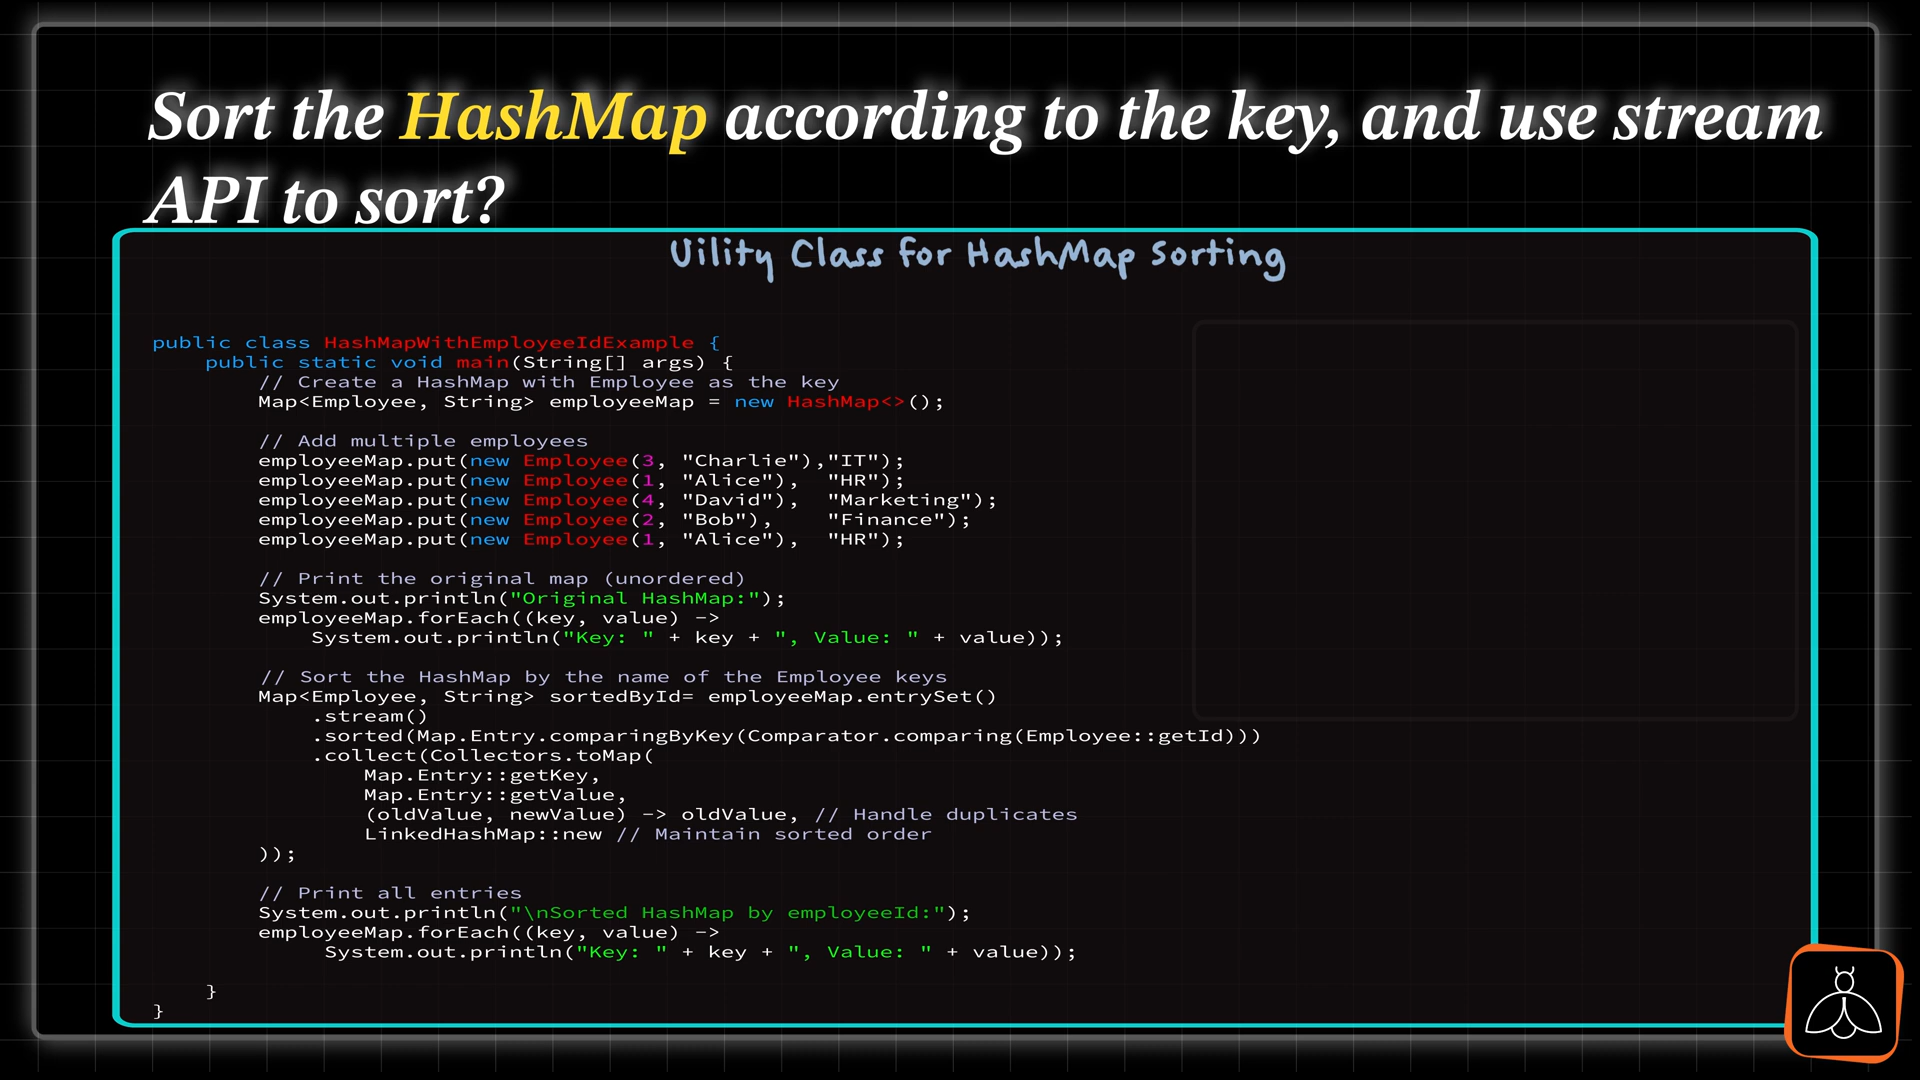 Sort the HashMap according to the key, and use stream
API to sort?
Uility Class for HashMap Sorting
public class HashMapWithEmployeeIdExample {
    public static void main(String[] args) {
        // Create a HashMap with Employee as the key
        Map<Employee, String> employeeMap = new HashMap<>();

        // Add multiple employees
        employeeMap.put(new Employee(3, "Charlie"),"IT");
        employeeMap.put(new Employee(1, "Alice"),  "HR");
        employeeMap.put(new Employee(4, "David"),  "Marketing");
        employeeMap.put(new Employee(2, "Bob"),    "Finance");
        employeeMap.put(new Employee(1, "Alice"),  "HR");

        // Print the original map (unordered)
        System.out.println("Original HashMap:");
        employeeMap.forEach((key, value) ->
            System.out.println("Key: " + key + ", Value: " + value));

        // Sort the HashMap by the name of the Employee keys
        Map<Employee, String> sortedById= employeeMap.entrySet()
            .stream()
            .sorted(Map.Entry.comparingByKey(Comparator.comparing(Employee::getId)))
            .collect(Collectors.toMap(
                Map.Entry::getKey,
                Map.Entry::getValue,
                (oldValue, newValue) -> oldValue, // Handle duplicates
                LinkedHashMap::new // Maintain sorted order
        ));

        // Print all entries
        System.out.println("\nSorted HashMap by employeeId:");
        employeeMap.forEach((key, value) ->
             System.out.println("Key: " + key + ", Value: " + value));

    }
}